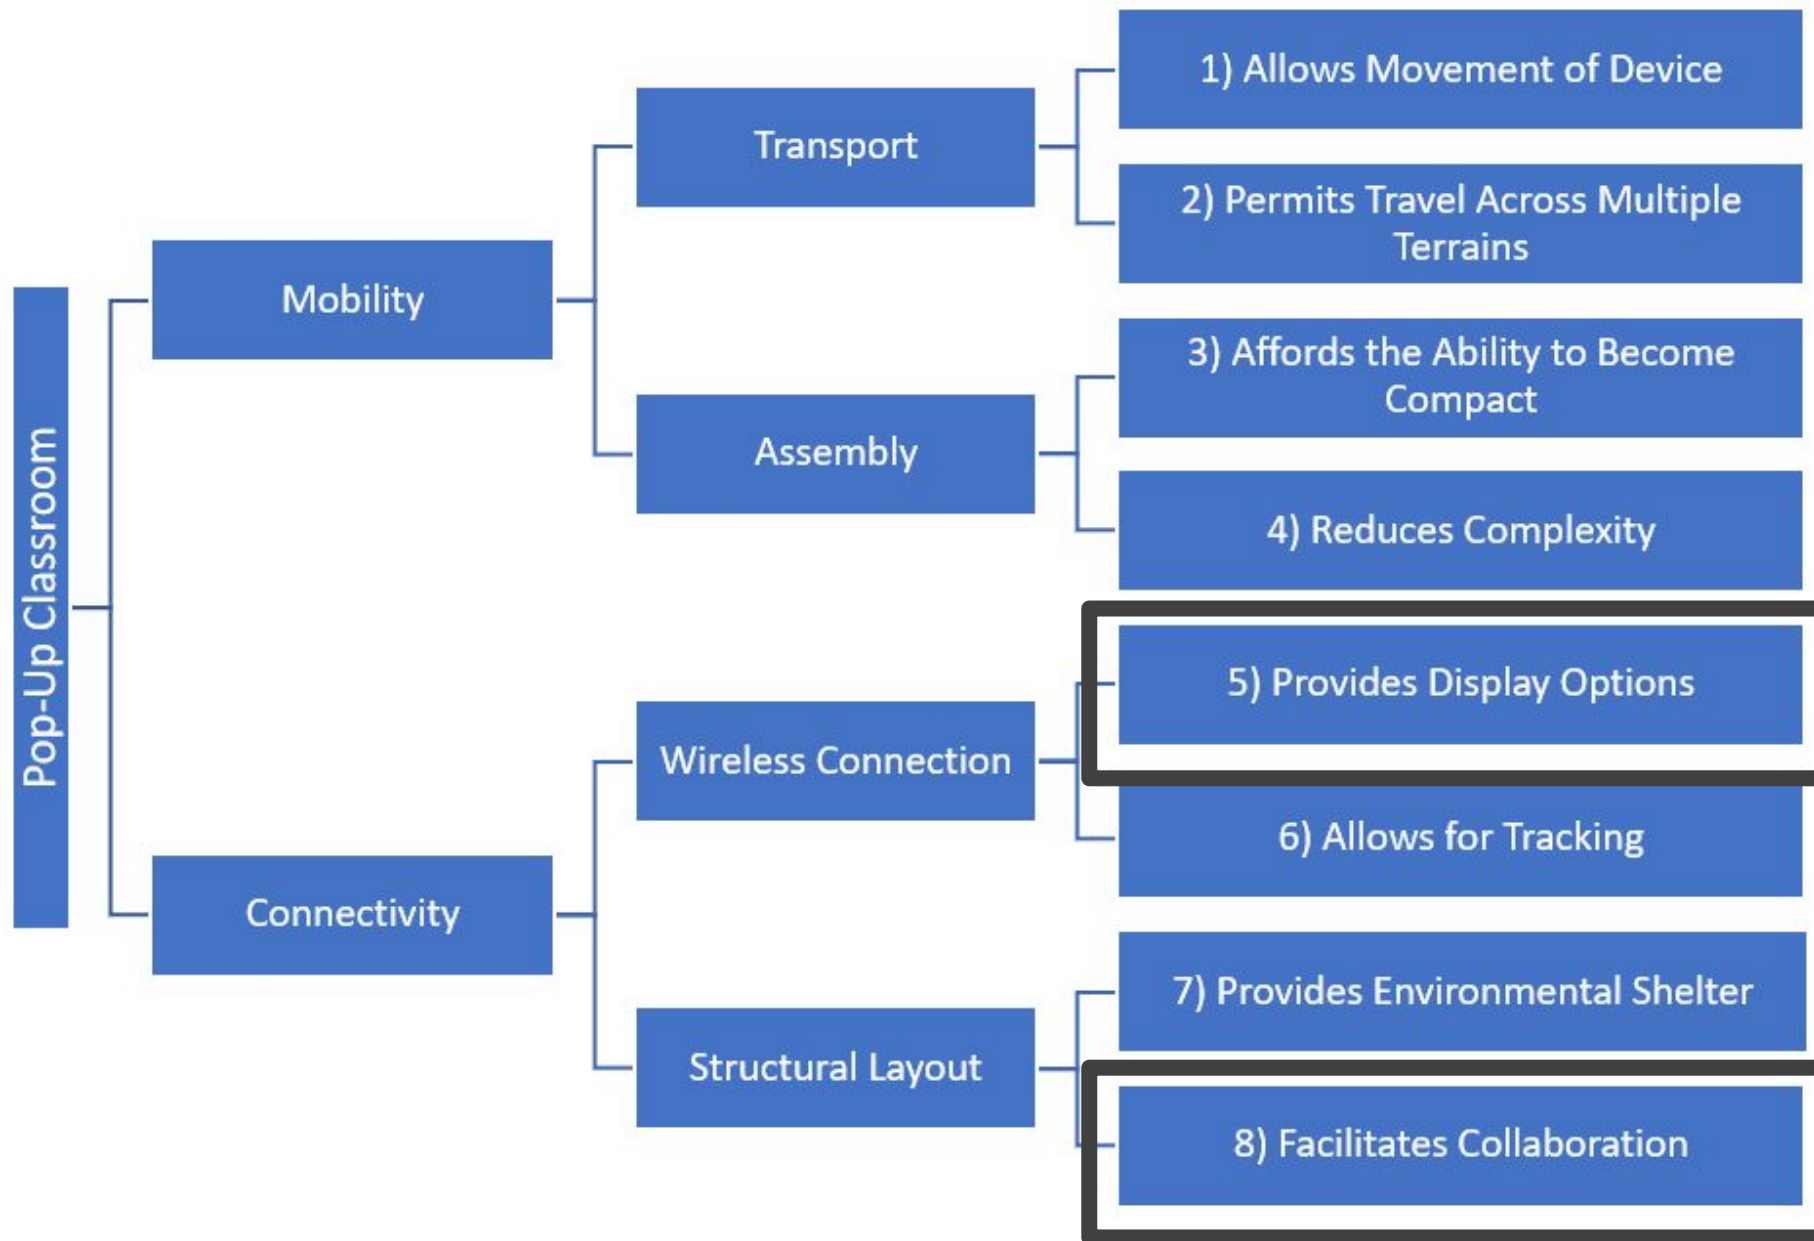 Pop-Up Classroom
Mobility
Connectivity
Transport
Assembly
Wireless Connection
Structural Layout
1) Allows Movement of Device
2) Permits Travel Across Multiple
Terrains
3) Affords the Ability to Become
Compact
4) Reduces Complexity
5) Provides Display Options
6) Allows for Tracking
7) Provides Environmental Shelter
8) Facilitates Collaboration